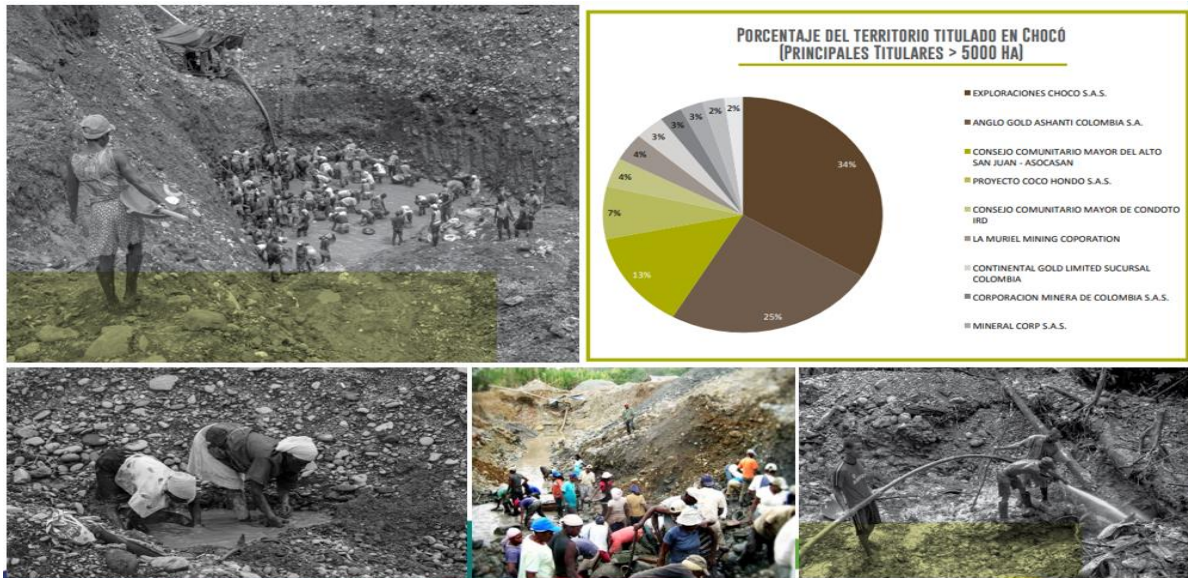 PORCENTAJE DEL TERRITORIO TITULADO EN CHOCÓ
(PRINCIPALES TITULARES > 5000 HA)
34%
25%
13%
7%
4%
4%
3%
3%
3%
2%
2%
EXPLORACIONES CHOCO S.A.S.
ANGLO GOLD ASHANTI COLOMBIA S.A.
CONSEJO COMUNITARIO MAYOR DEL ALTO
SAN JUAN - ASOCASAN
PROYECTO COCO HONDO S.A.S.
CONSEJO COMUNITARIO MAYOR DE CONDOTO
IRD
LA MURIEL MINING COPORATION
CONTINENTAL GOLD LIMITED SUCURSAL
COLOMBIA
CORPORACION MINERA DE COLOMBIA S.A.S.
MINERAL CORP S.A.S.